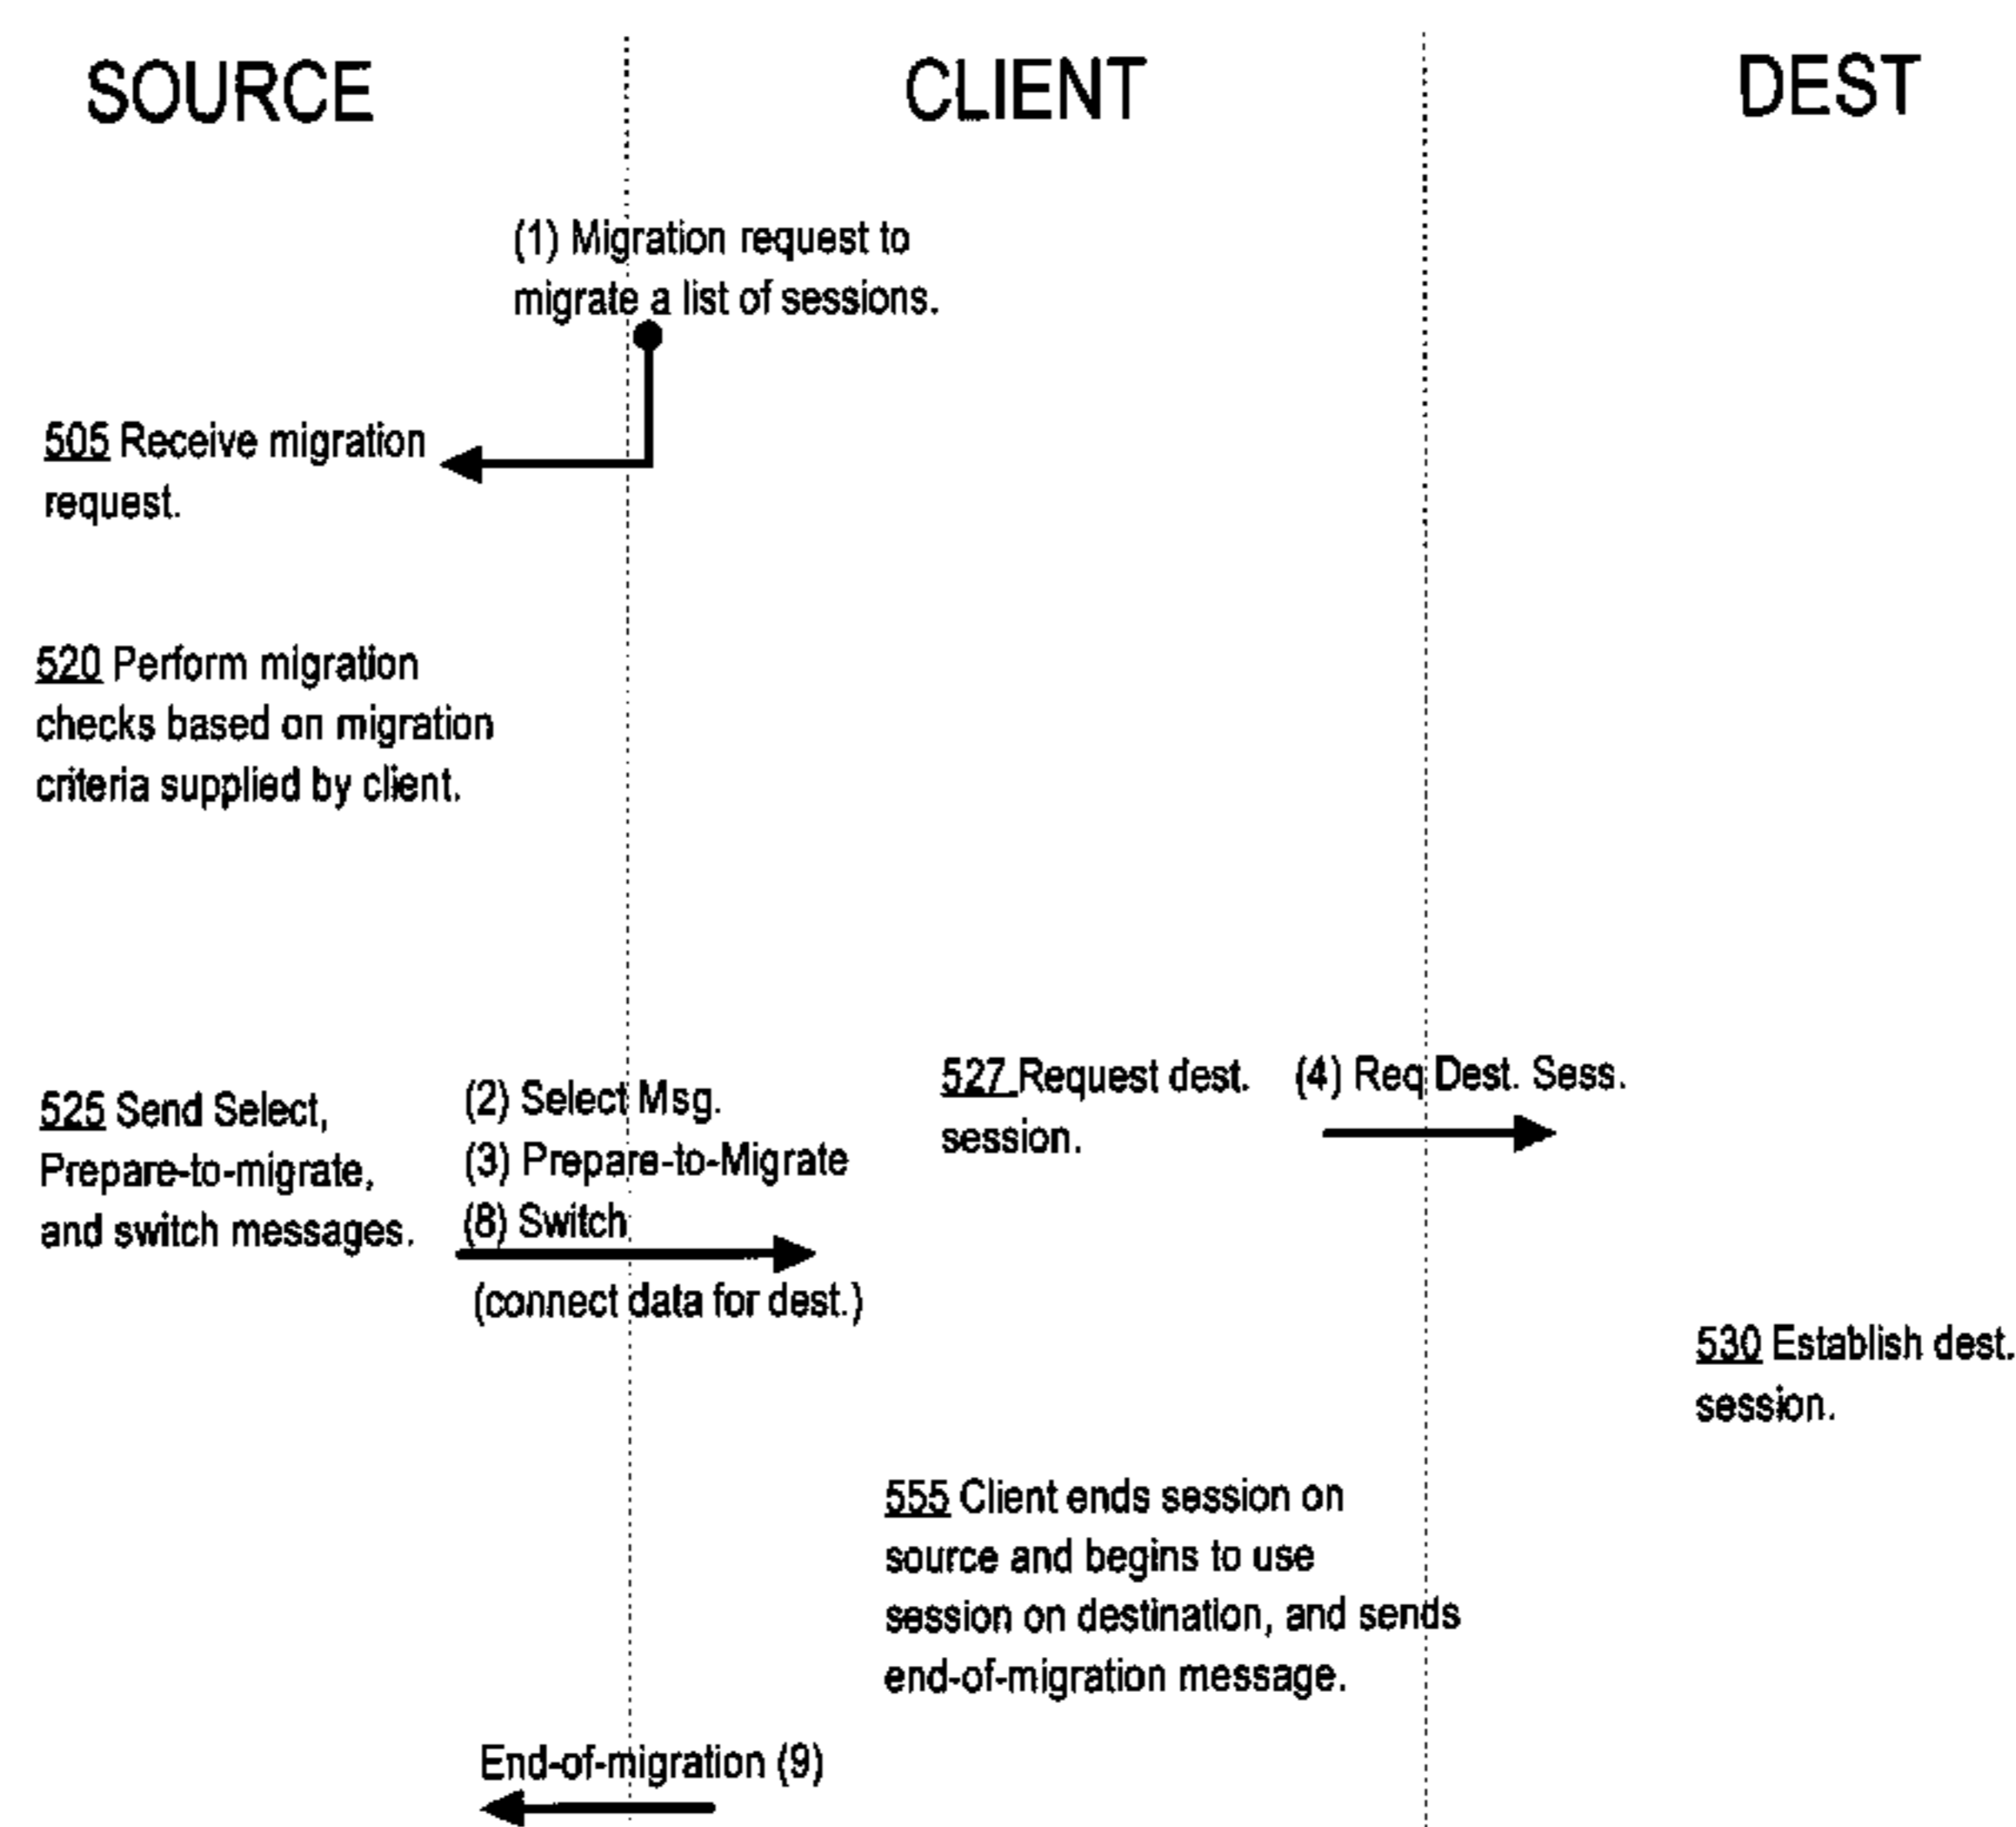 SOURCE
CLIENT
DEST
(1) Migration request to
migrate a list of sessions.
505 Receive migration
request.
520 Perform migration
checks based on migration
criteria supplied by client.
525 Send Select,
Prepare-to-migrate,
and switch messages.
(2) Select Msg.
(3) Prepare-to-Migrate
(8) Switch
(connect data for dest.)
527 Request dest.
session.
(4) Req Dest. Sess.
530 Establish dest.
session.
555 Client ends session on
source and begins to use
session on destination, and sends
end-of-migration message.
End-of-migration (9)